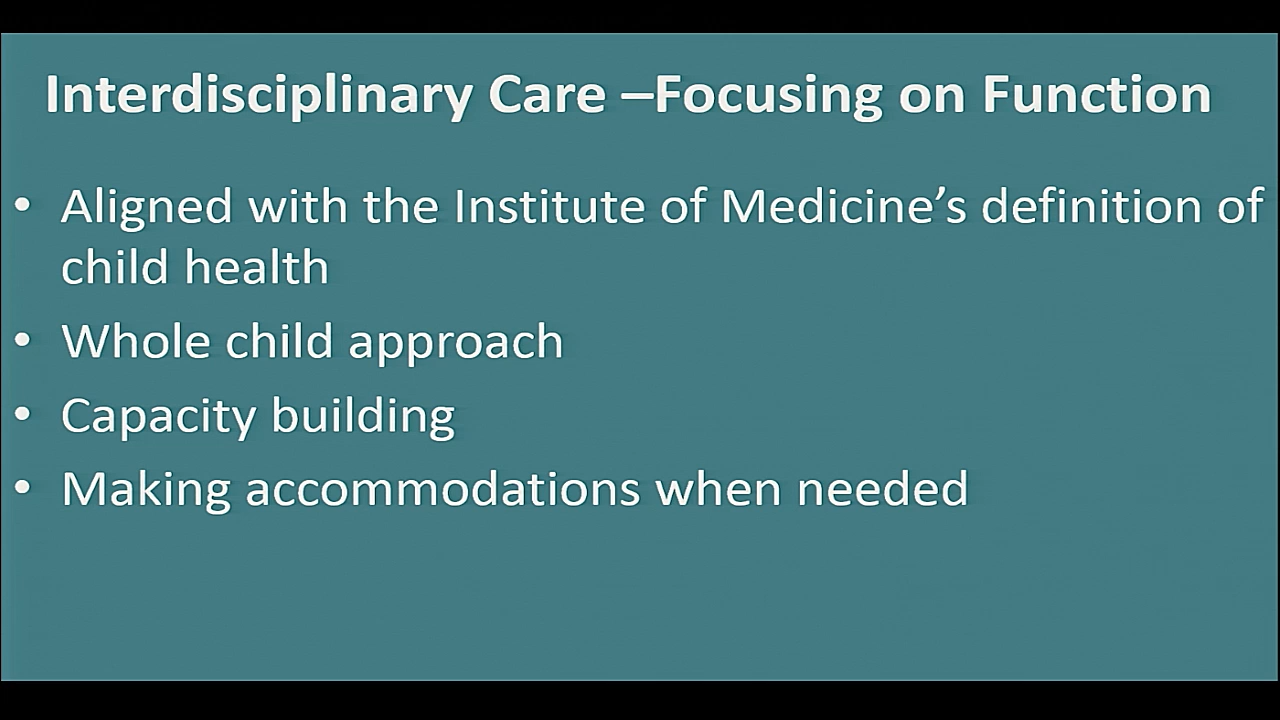 Interdisciplinary Care –Focusing on Function
• Aligned with the Institute of Medicine’s definition of
child health
• Whole child approach
• Capacity building
• Making accommodations when needed